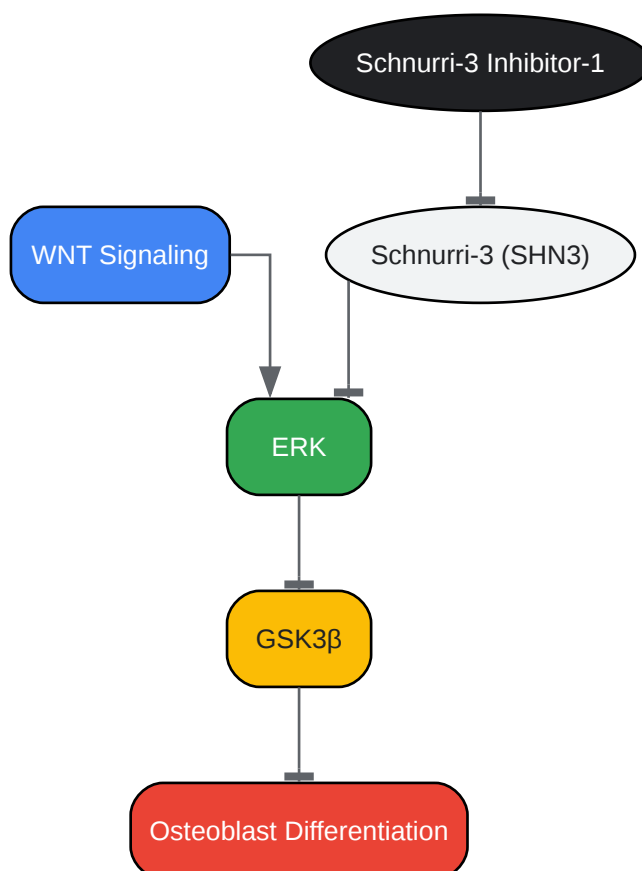 Schnurri-3 Inhibitor-1
WNT Signaling
Schnurri-3 (SHN3)
ERK
GSK3β
Osteoblast Differentiation